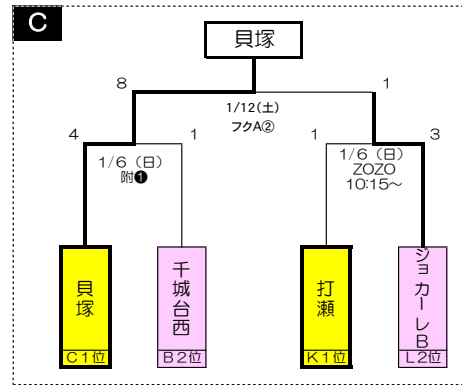 C
貝塚
8
1
1/12(土)
フクA②
4
1
1
3
1/6（日）
附❶
1/6（日）
ZOZO
10:15～
貝塚
千城台西
打瀬
ジョカーレB
C1位
B2位
K1位
L2位